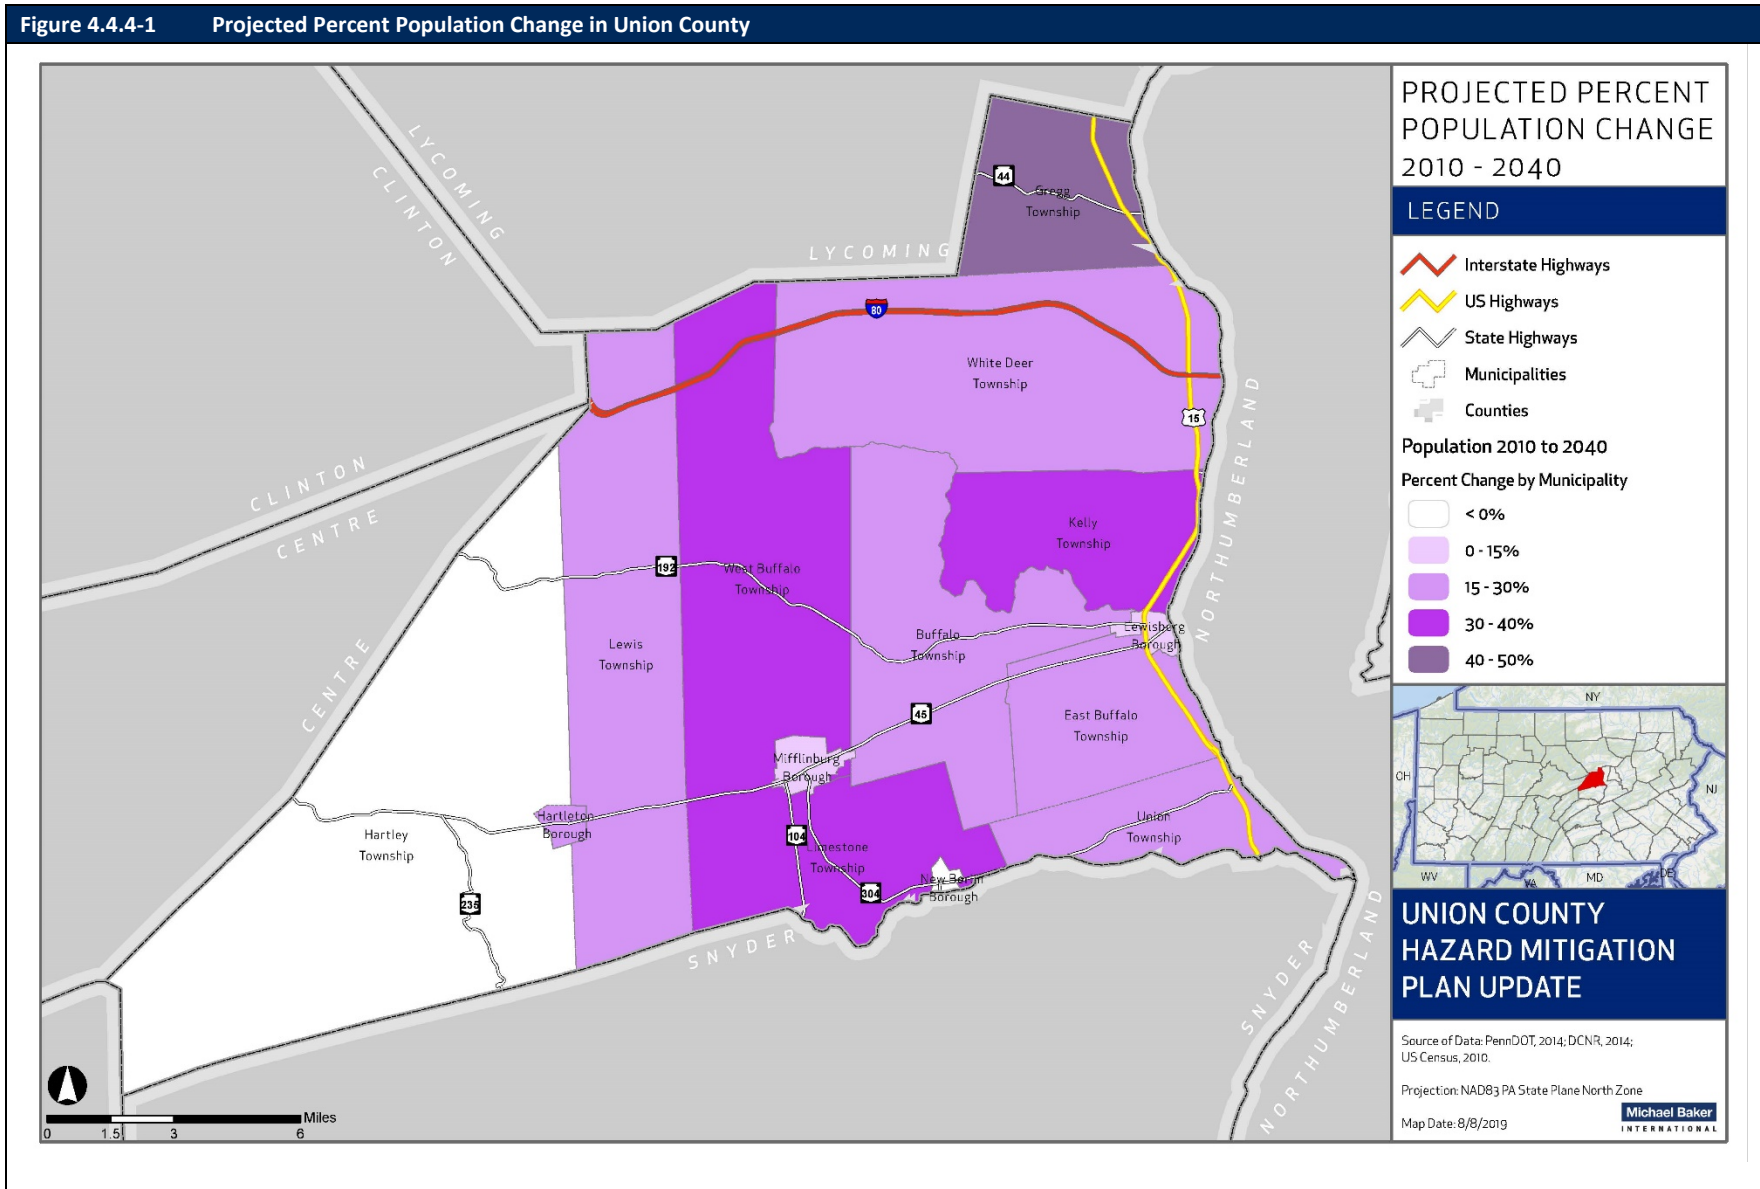 Figure 4.4.4-1 Projected Percent Population Change in Union County
PROJECTED PERCENT
POPULATION CHANGE
2010 - 2040
LEGEND
Interstate Highways
US Highways
State Highways
Municipalities
Counties
Population 2010 to 2040
Percent Change by Municipality
< 0%
0 - 15%
15 - 30%
30 - 40%
40 - 50%
NY
OH
NJ
WV
VA
MD
DE
UNION COUNTY
HAZARD MITIGATION
PLAN UPDATE
Source of Data: PennDOT, 2014; DCNR, 2014;
US Census, 2010.
Projection: NAD83 PA State Plane North Zone
Map Date: 8/8/2019
Michael Baker
INTERNATIONAL
LYCOMING
CLINTON
LYCOMING
44
Gregg
Township
80
White Deer
Township
15
NORTHUMBERLAND
CLINTON
CENTRE
Kelly
Township
192
West Buffalo
Township
Lewis
Township
Buffalo
Township
Lewisberg
Borough
CENTRE
45
East Buffalo
Township
Mifflinburg
Borough
Hartleton
Borough
Hartley
Township
104
Limestone
Township
Union
Township
304
New Berlin
Borough
235
SNYDER
SNYDER
NORTHUMBERLAND
Miles
0 1.5 3 6